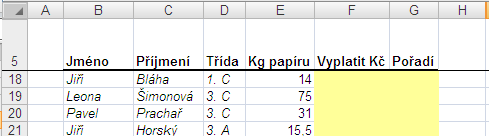 A B C D E F G H
5 Jméno Příjmení Třída Kg papíru Vyplatit Kč Pořadí
18 Jiří Bláha 1. C 14
19 Leona Šimonová 3. C 75
20 Pavel Prachař 3. C 31
21 Jiří Horský 3. A 15,5